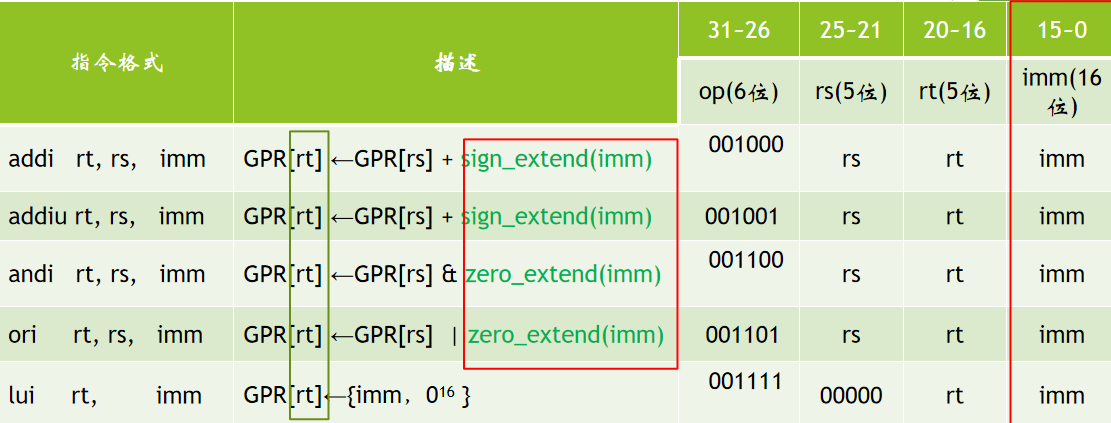 指令格式 描述 31-26 25-21 20-16 15-0
op(6位) rs(5位) rt(5位) imm(16位)
addi rt, rs, imm GPR[rt] ←GPR[rs] + sign_extend(imm) 001000 rs rt imm
addiu rt, rs, imm GPR[rt] ←GPR[rs] + sign_extend(imm) 001001 rs rt imm
andi rt, rs, imm GPR[rt] ←GPR[rs] & zero_extend(imm) 001100 rs rt imm
ori rt, rs, imm GPR[rt] ←GPR[rs] | zero_extend(imm) 001101 rs rt imm
lui rt, imm GPR[rt]←{imm，0¹⁶ } 001111 00000 rt imm